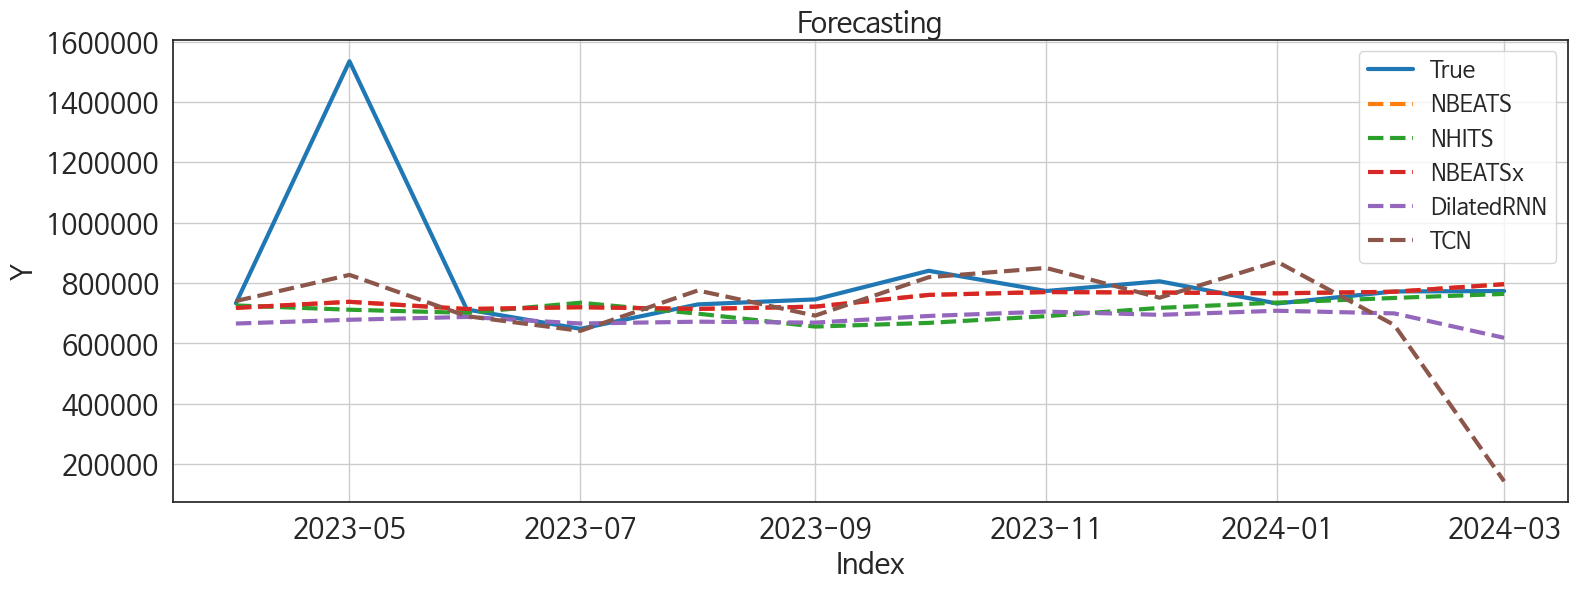 Forecasting
1600000
1400000
1200000
1000000
800000
600000
400000
200000
Y
True
NBEATS
NHITS
NBEATSx
DilatedRNN
TCN
2023-05 2023-07 2023-09 2023-11 2024-01 2024-03
Index